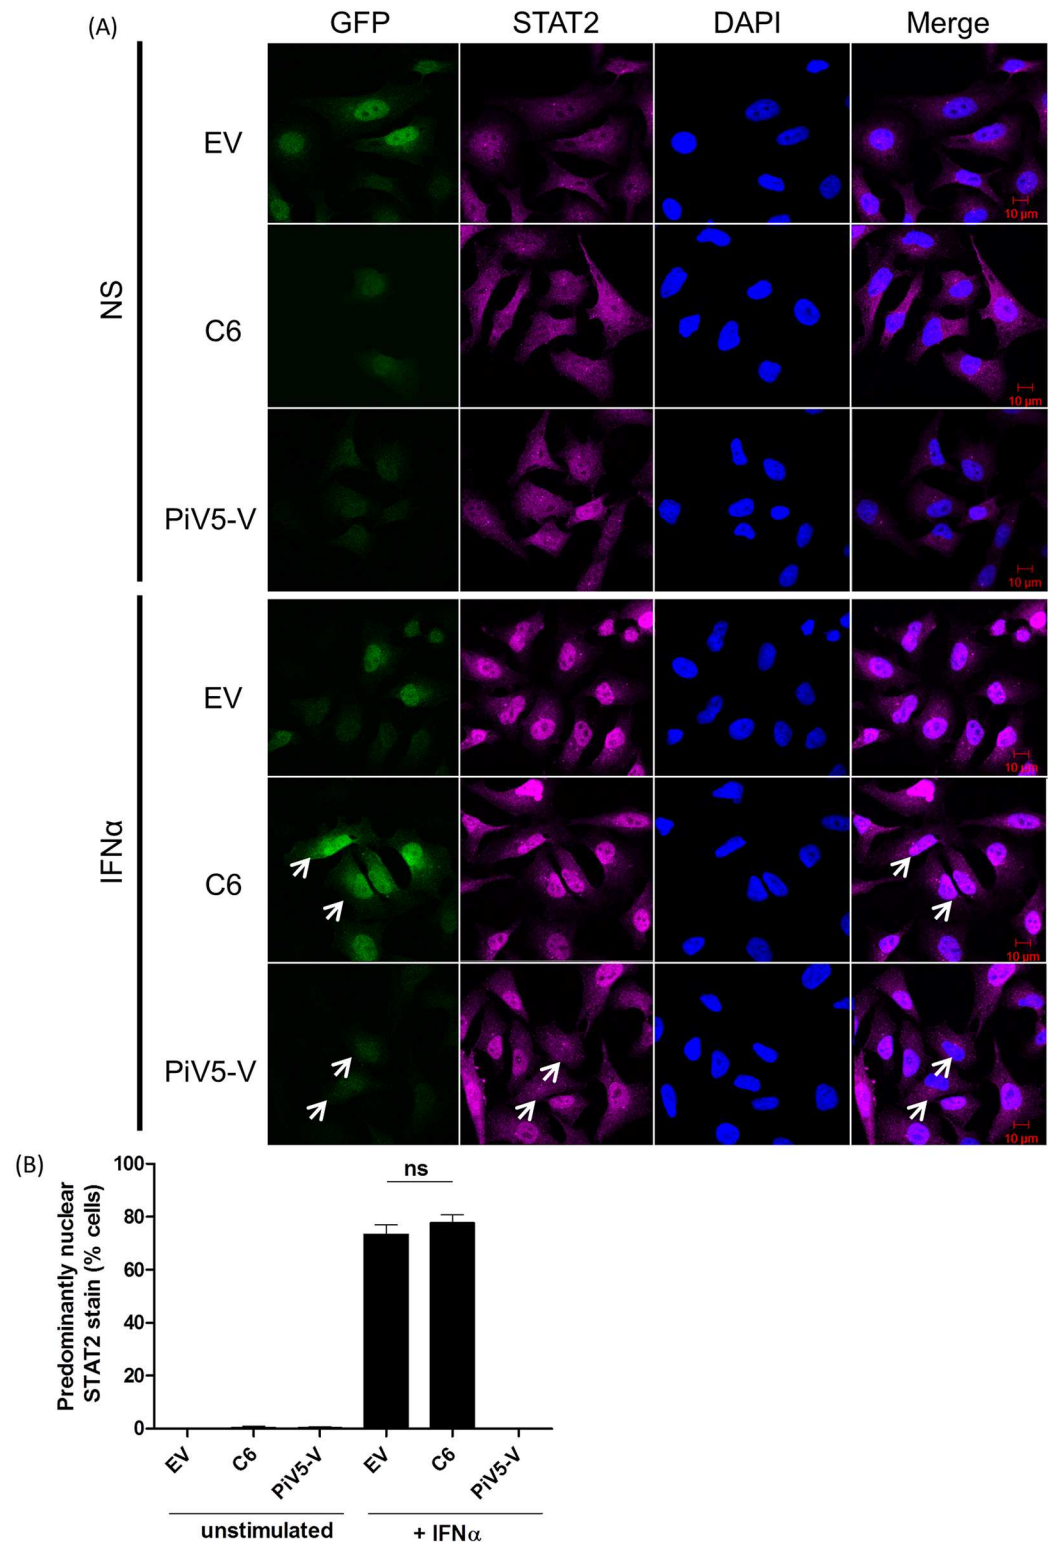 (A)
GFP STAT2 DAPI Merge
NS
EV
10 µm
C6
10 µm
PiV5-V
10 µm
IFNα
EV
10 µm
C6
10 µm
PiV5-V
10 µm
(B)
Predominantly nuclear
STAT2 stain (% cells)
100
80
60
40
20
0
ns
EV C6 PiV5-V EV C6 PiV5-V
unstimulated + IFNα